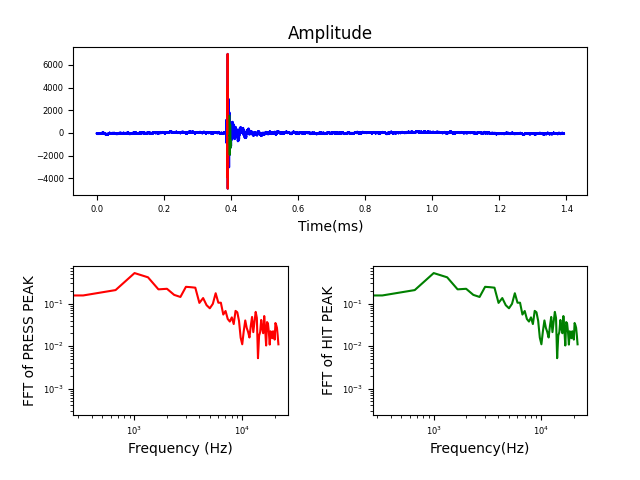 Amplitude
6000
4000
2000
0
−2000
−4000
0.0 0.2 0.4 0.6 0.8 1.0 1.2 1.4
Time(ms)
FFT of PRESS PEAK
10⁻¹
10⁻²
10⁻³
10³ 10⁴
Frequency (Hz)
FFT of HIT PEAK
10⁻¹
10⁻²
10⁻³
10³ 10⁴
Frequency(Hz)